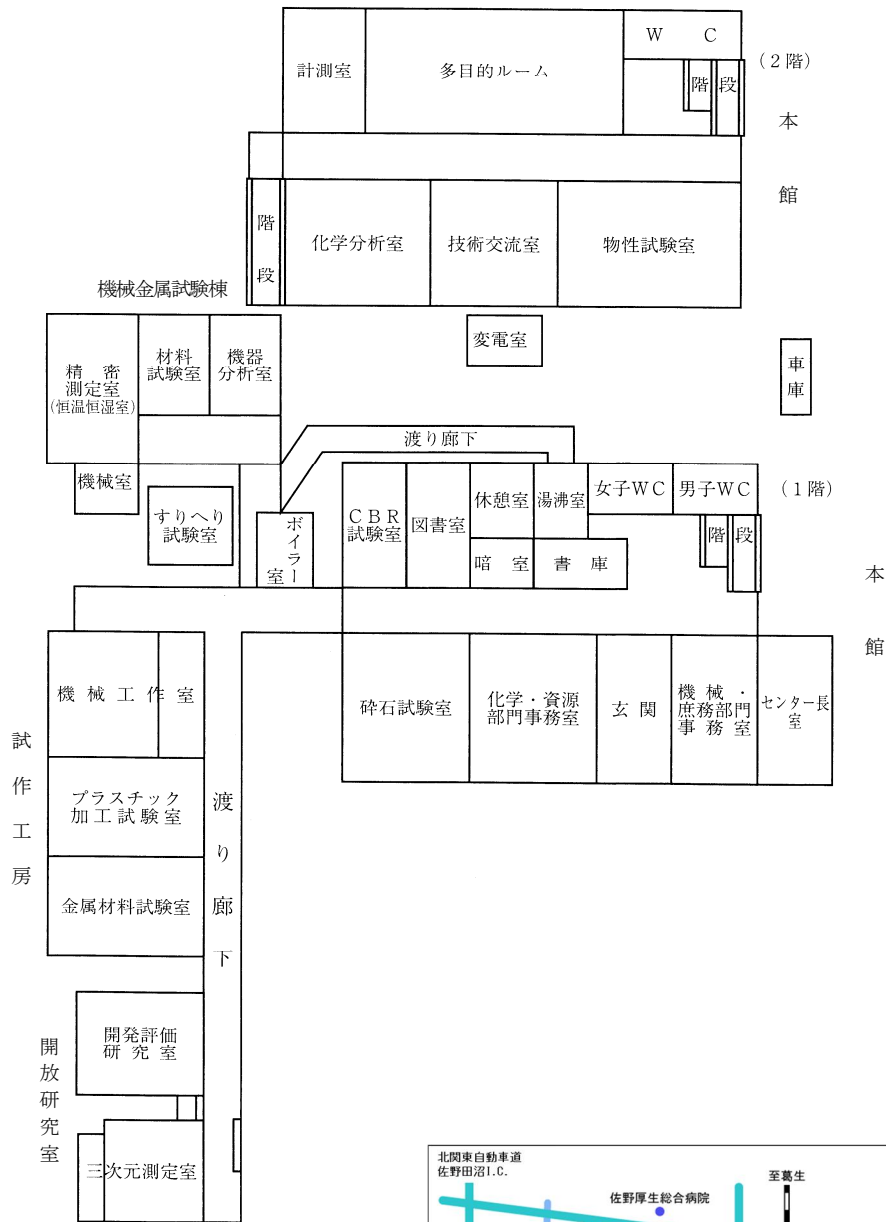 計測室
多目的ルーム
W C
(2階)
階 段
本
館
階
段
化学分析室
技術交流室
物性試験室
機械金属試験棟
精 密
測定室
(恒温恒湿室)
材料
試験室
機器
分析室
変電室
車
庫
渡り廊下
機械室
すりへり
試験室
ボイラー
室
CBR
試験室
図書室
休憩室
湯沸室
女子WC
男子WC
(1階)
階 段
暗 室
書 庫
本
館
機 械 工 作 室
砕石試験室
化学・資源
部門事務室
玄 関
機 械 ・
庶務部門
事 務 室
センター長
室
試
作
工
房
プラスチック
加 工 試 験 室
金属材料試験室
渡
り
廊
下
開
放
研
究
室
開発評価
研 究 室
三次元測定室
北関東自動車道
佐野田沼I.C.
佐野厚生総合病院
至葛生